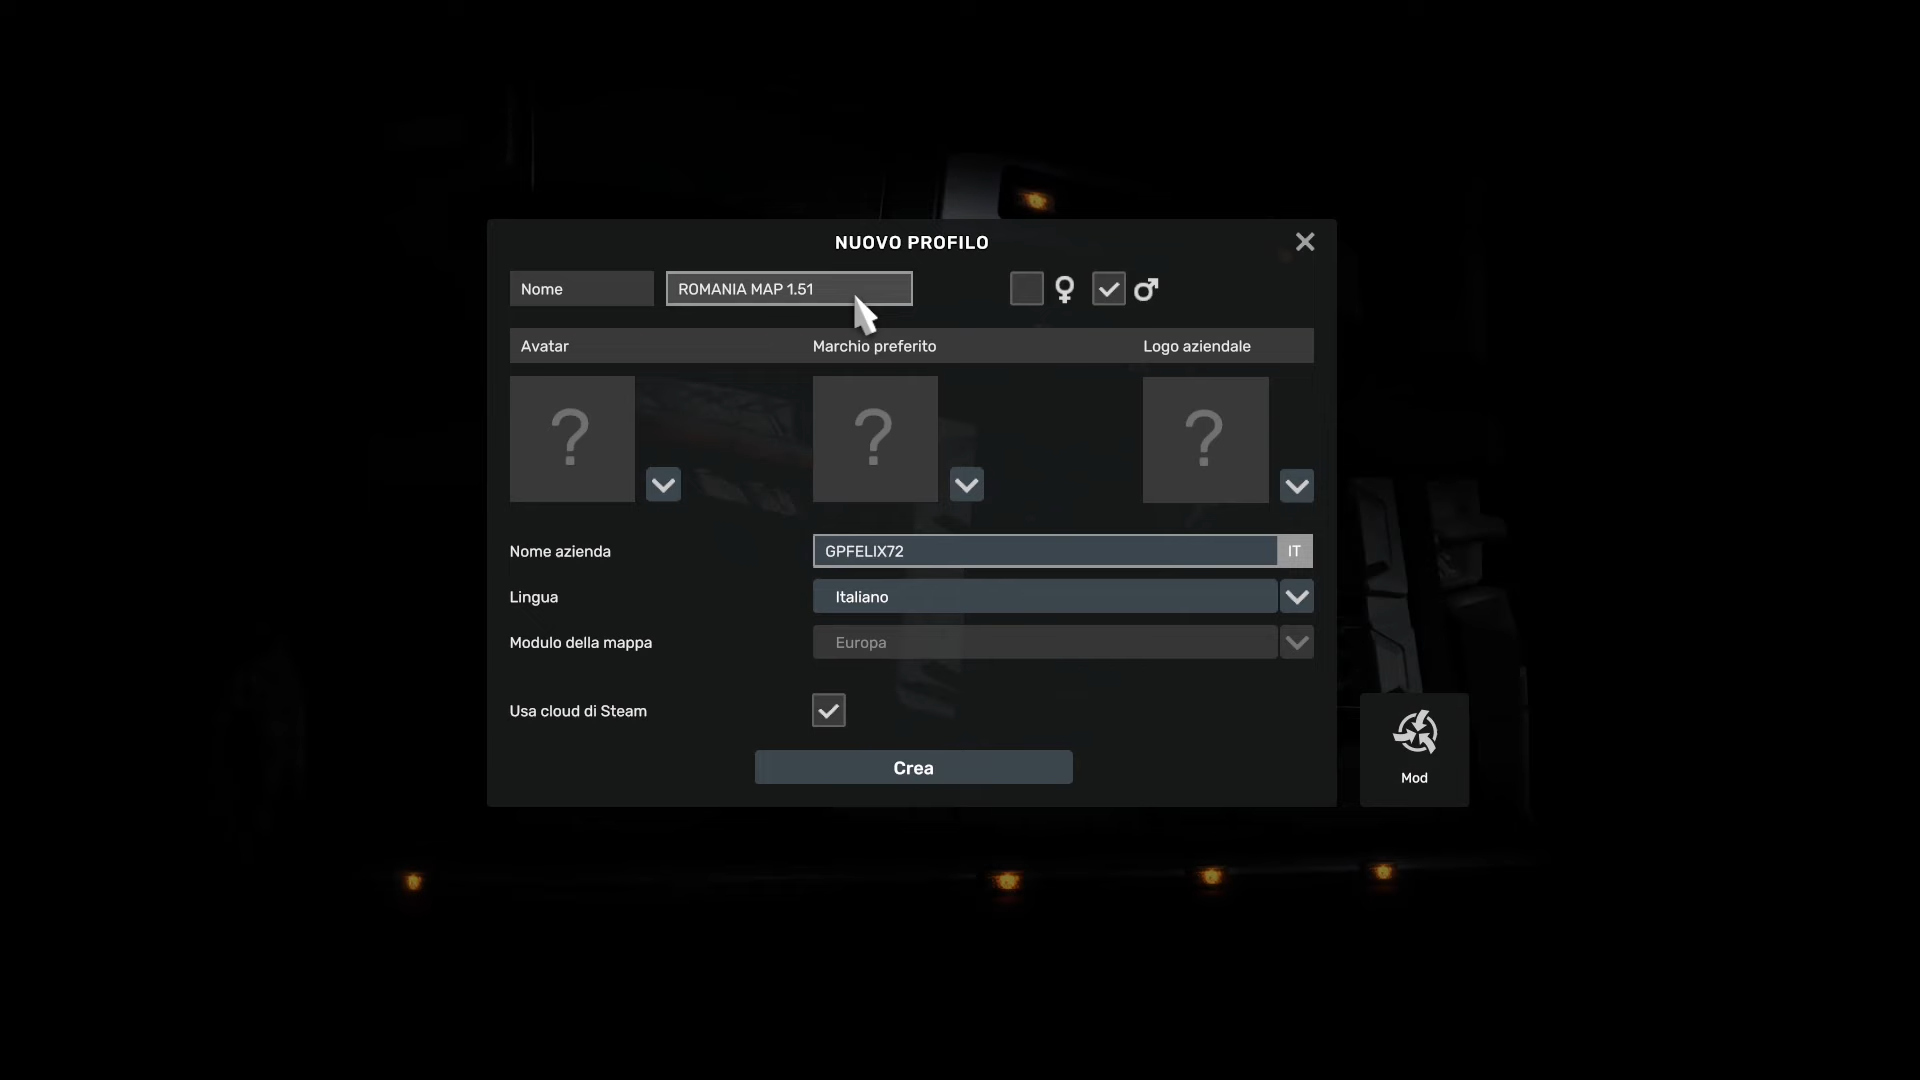 NUOVO PROFILO
Nome
ROMANIA MAP 1.51
Avatar
Marchio preferito
Logo aziendale
?
?
?
Nome azienda
GPFELIX72
IT
Lingua
Italiano
Modulo della mappa
Europa
Usa cloud di Steam
Crea
Mod